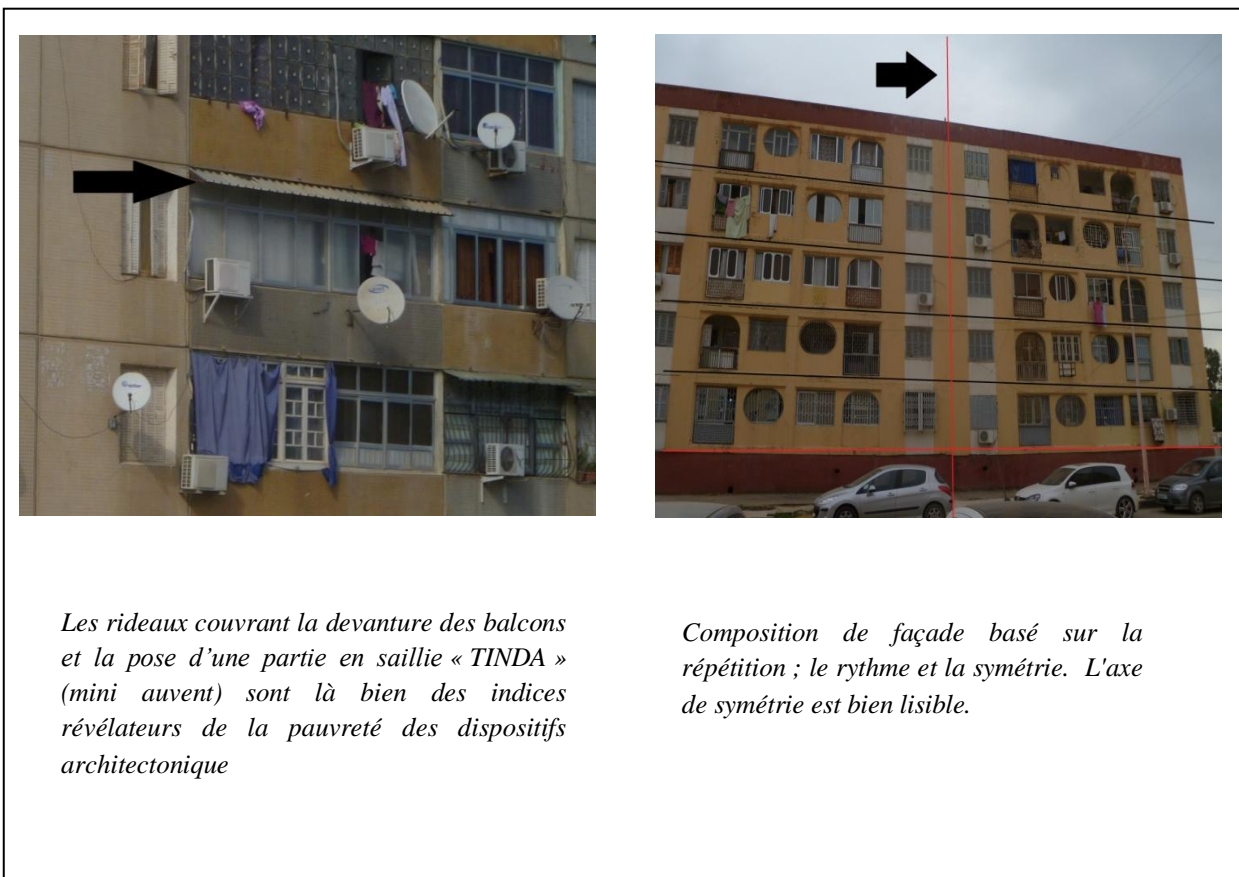 Les rideaux couvrant la devanture des balcons
et la pose d’une partie en saillie « TINDA »
(mini auvent) sont là bien des indices
révélateurs de la pauvreté des dispositifs
architectonique
Composition de façade basé sur la
répétition ; le rythme et la symétrie. L'axe
de symétrie est bien lisible.